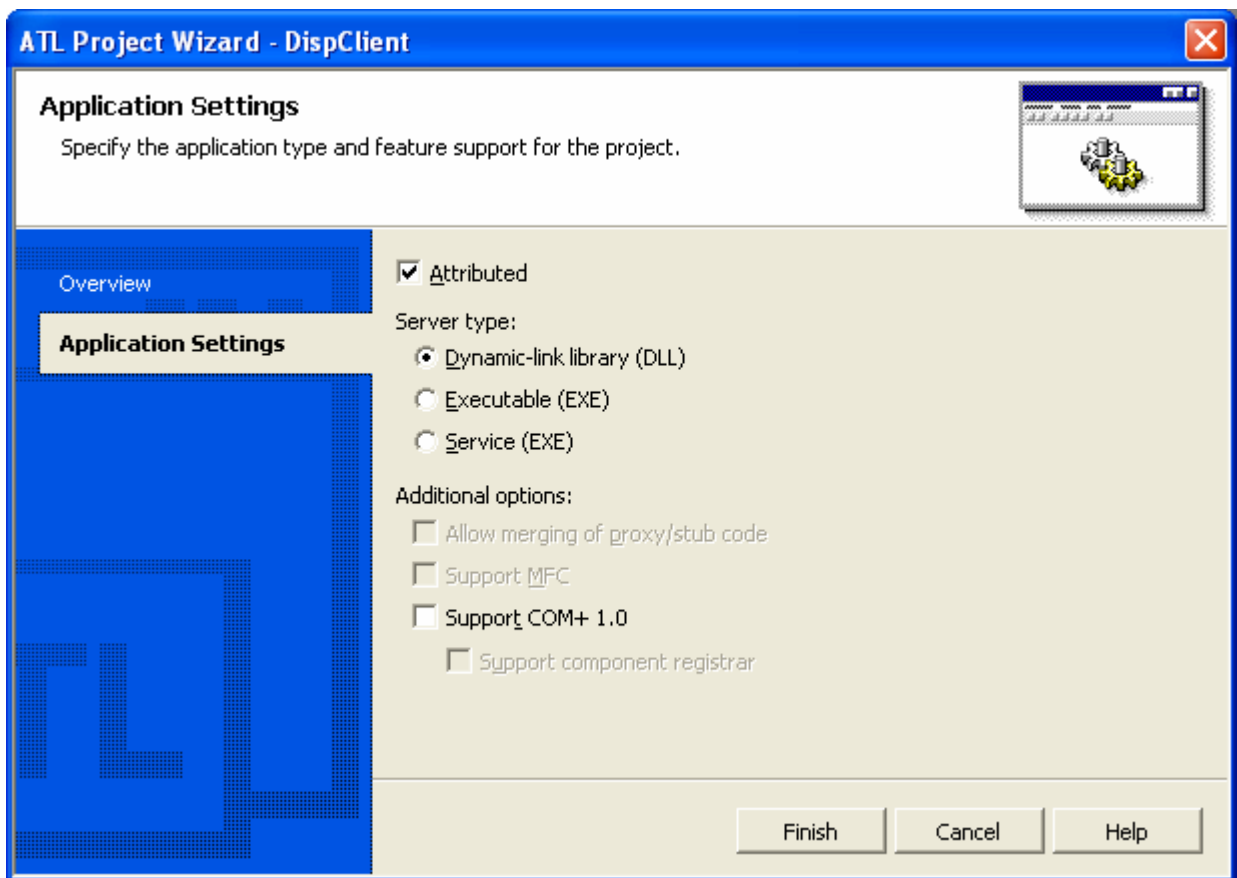 ATL Project Wizard - DispClient
Application Settings
Specify the application type and feature support for the project.
Overview
Application Settings
Attributed
Server type:
Dynamic-link library (DLL)
Executable (EXE)
Service (EXE)
Additional options:
Allow merging of proxy/stub code
Support MFC
Support COM+ 1.0
Support component registrar
Finish
Cancel
Help